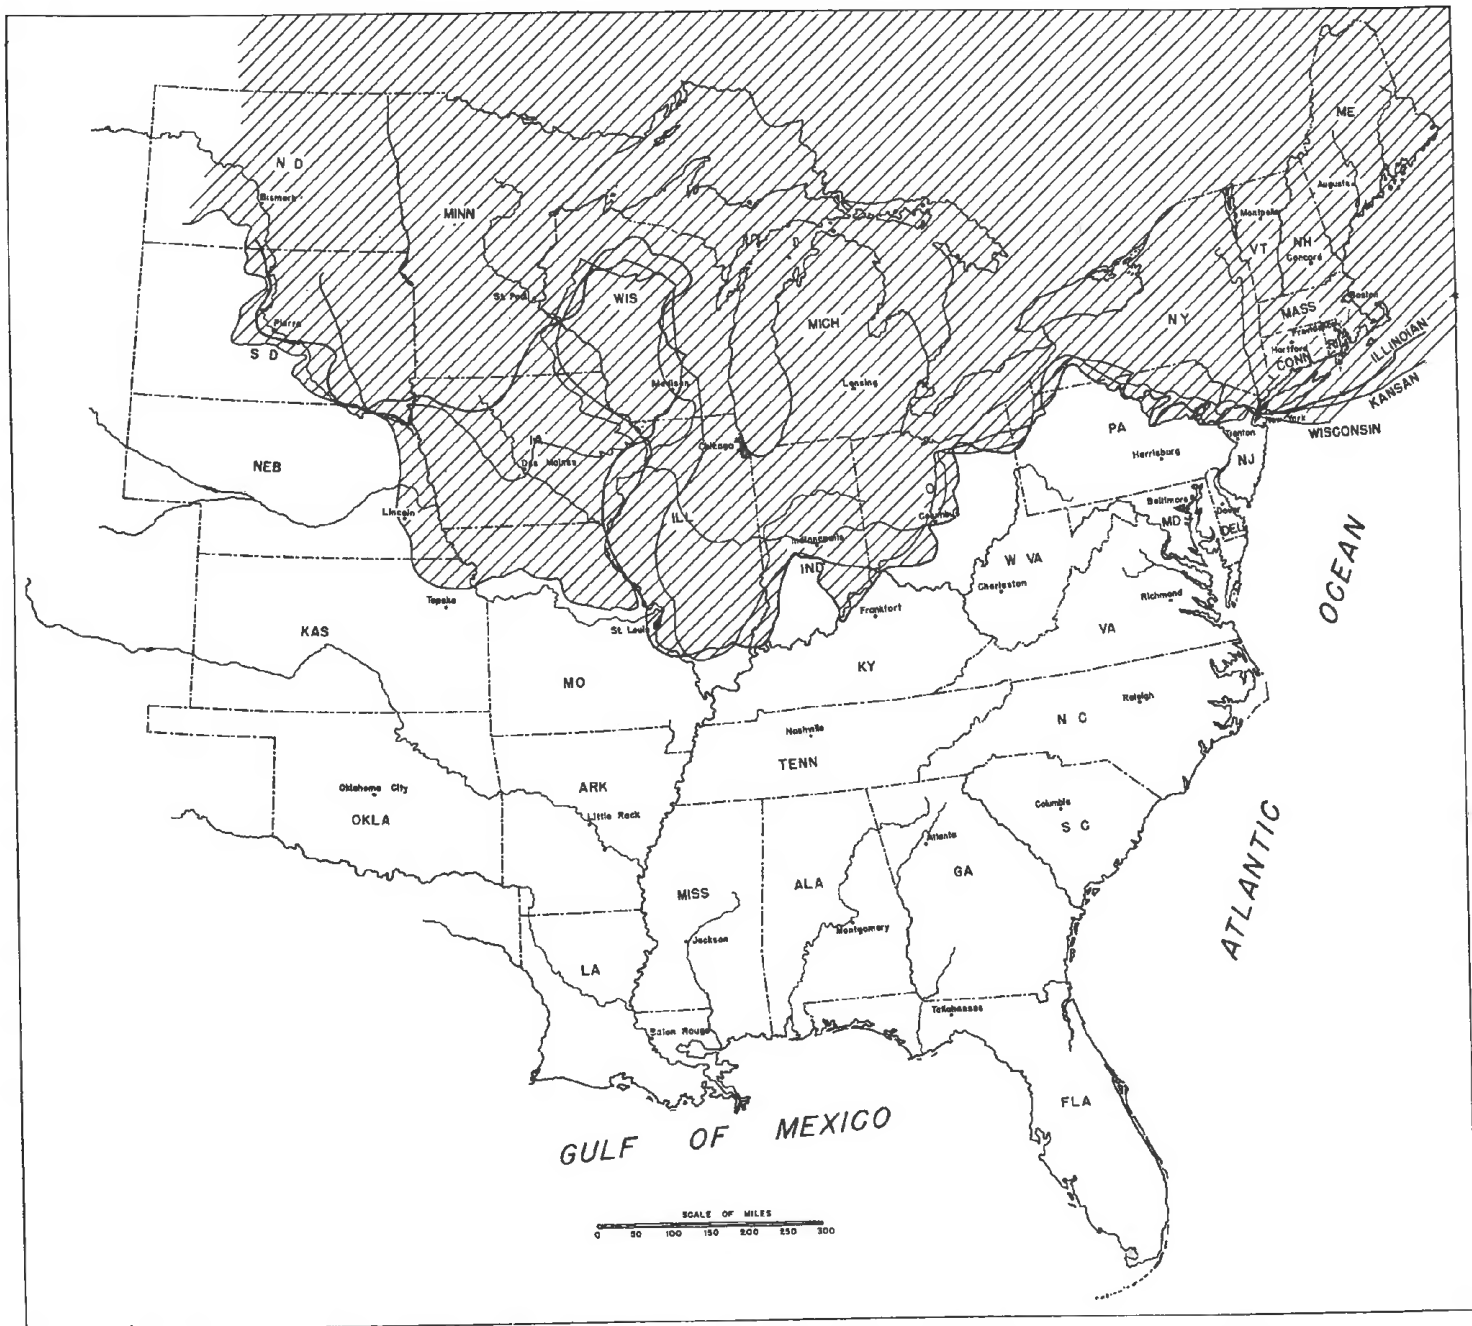 ME
N D
Bismark
MINN
Augusta
Montpelier
VT
NH
Concord
St. Paul
WIS
MICH
NY
MASS
Boston
Pierre
S D
Hartford
CONN
RI
ILLINOIAN
KANSAN
WISCONSIN
Madison
Lansing
PA
Harrisburg
Trenton
NJ
NEB
IA
Des Moines
Chicago
Lincoln
ILL
O
Baltimore
MD
Dover
DEL
Indianapolis
IND
W VA
Charleston
Richmond
Topeka
KAS
St. Louis
Frankfort
KY
VA
MO
Raleigh
N C
Nashville
TENN
Oklahoma City
OKLA
ARK
Little Rock
Columbia
S C
Atlanta
GA
MISS
ALA
Jackson
Montgomery
LA
Baton Rouge
Tallahassee
FLA
ATLANTIC OCEAN
GULF OF MEXICO
SCALE OF MILES
0 50 100 150 200 250 300